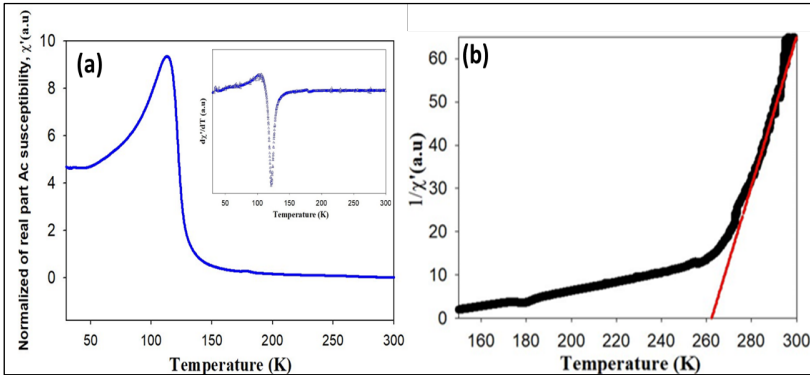 (a)
Normalized of real part Ac susceptibility, χ'(a.u)
10
8
6
4
2
0
50 100 150 200 250 300
Temperature (K)
dχ'/dT (a.u)
50 100 150 200 250 300
Temperature (K)
(b)
1/χ'(a.u)
60
50
40
30
20
10
0
160 180 200 220 240 260 280 300
Temperature (K)